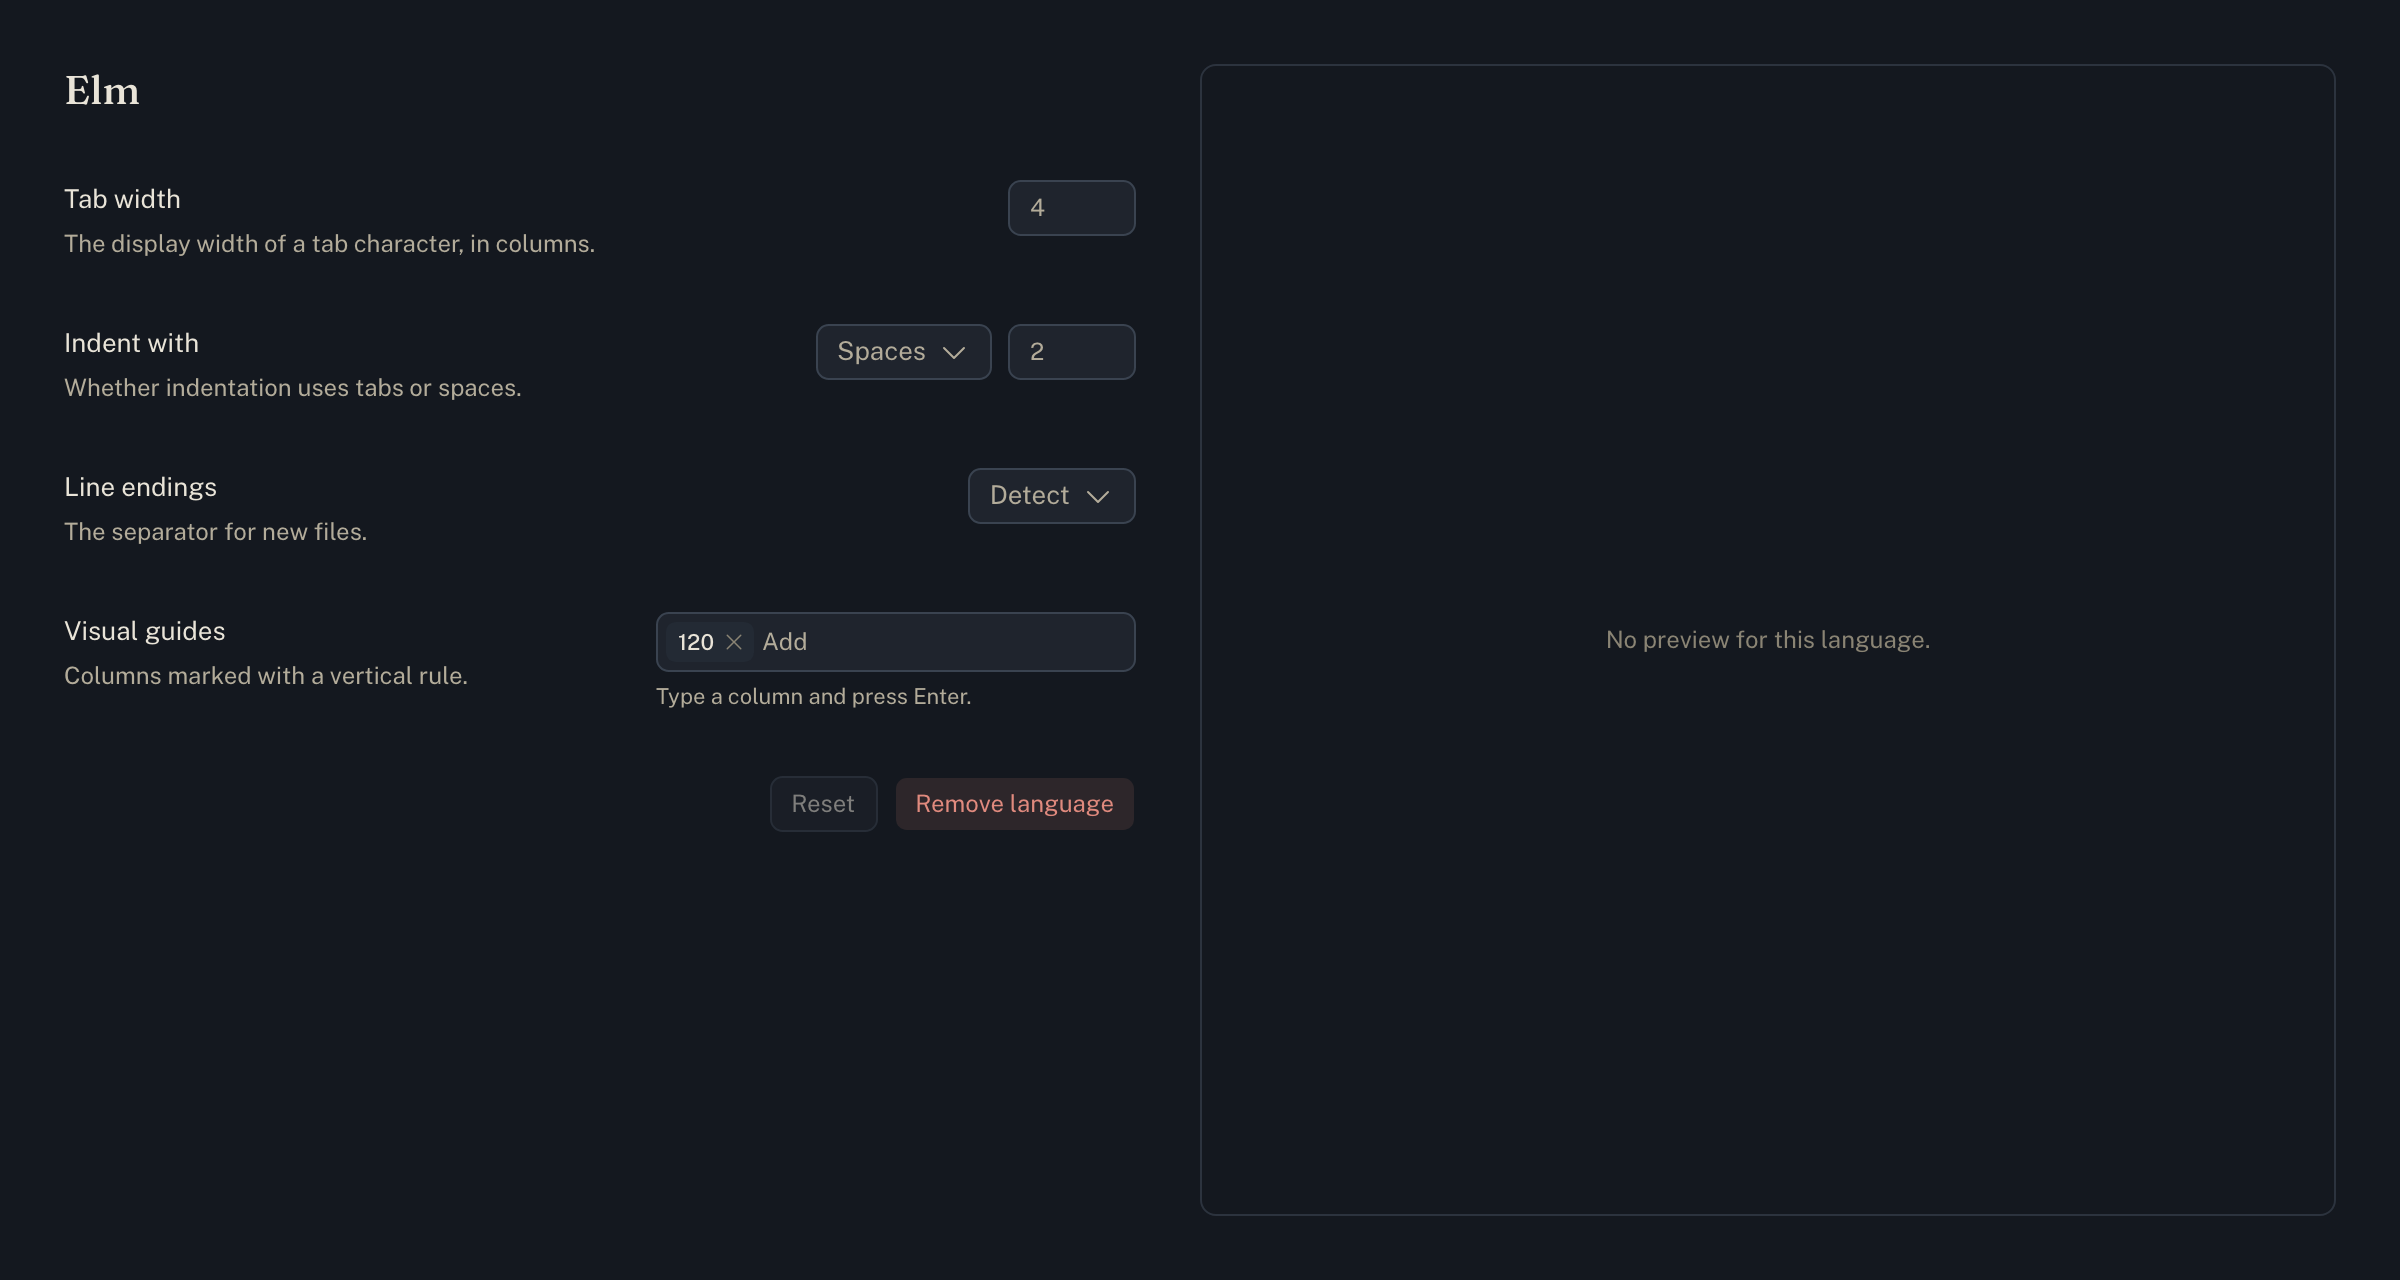 Elm
Tab width
4
The display width of a tab character, in columns.
Indent with
Spaces
2
Whether indentation uses tabs or spaces.
Line endings
Detect
The separator for new files.
Visual guides
120
Add
Columns marked with a vertical rule.
Type a column and press Enter.
Reset
Remove language
No preview for this language.